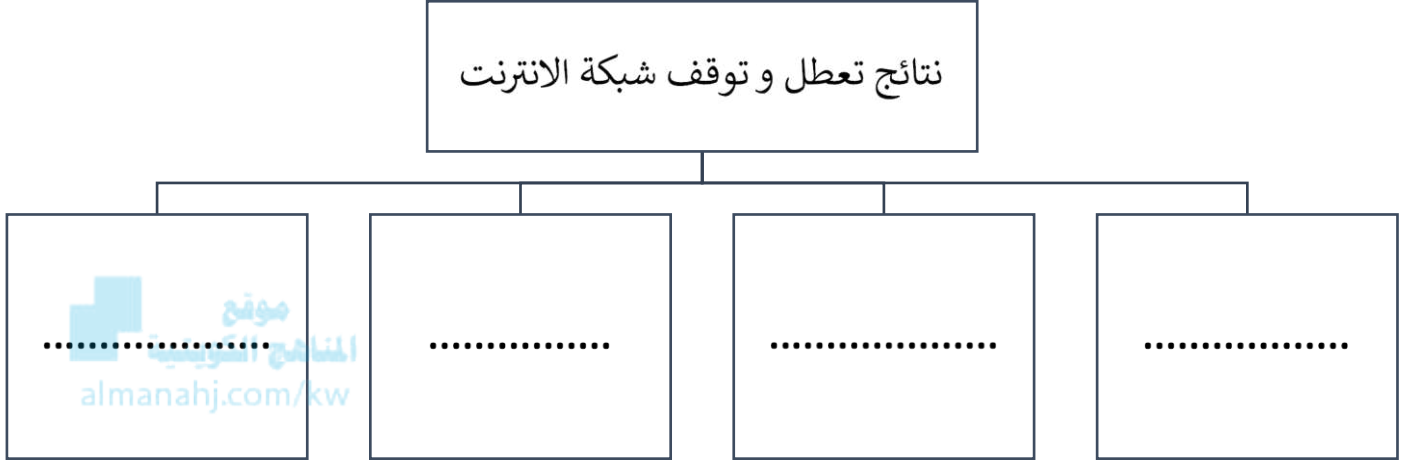 نتائج تعطل و توقف شبكة الانترنت
.................. .................... ................ ....................
موقع
المناهج الكويتية
almanahj.com/kw